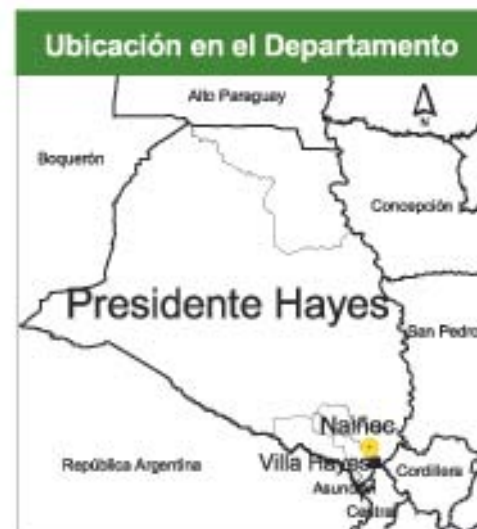 Ubicación en el Departamento
Alto Paraguay
N
Boquerón
Concepción
Presidente Hayes
San Pedro
Naiñec
Villa Hayes
República Argentina
Cordillera
Asunción
Central